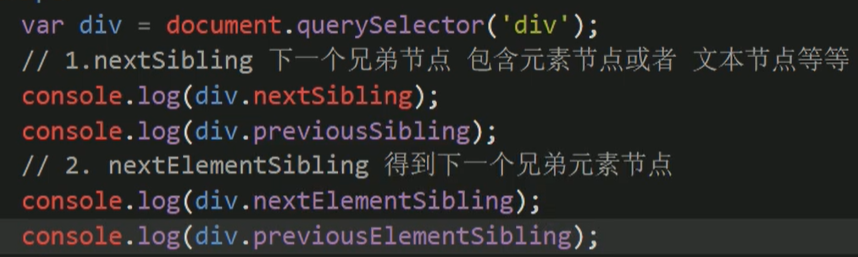 var div = document.querySelector('div');
// 1.nextSibling 下一个兄弟节点 包含元素节点或者 文本节点等等
console.log(div.nextSibling);
console.log(div.previousSibling);
// 2. nextElementSibling 得到下一个兄弟元素节点
console.log(div.nextElementSibling);
console.log(div.previousElementSibling);